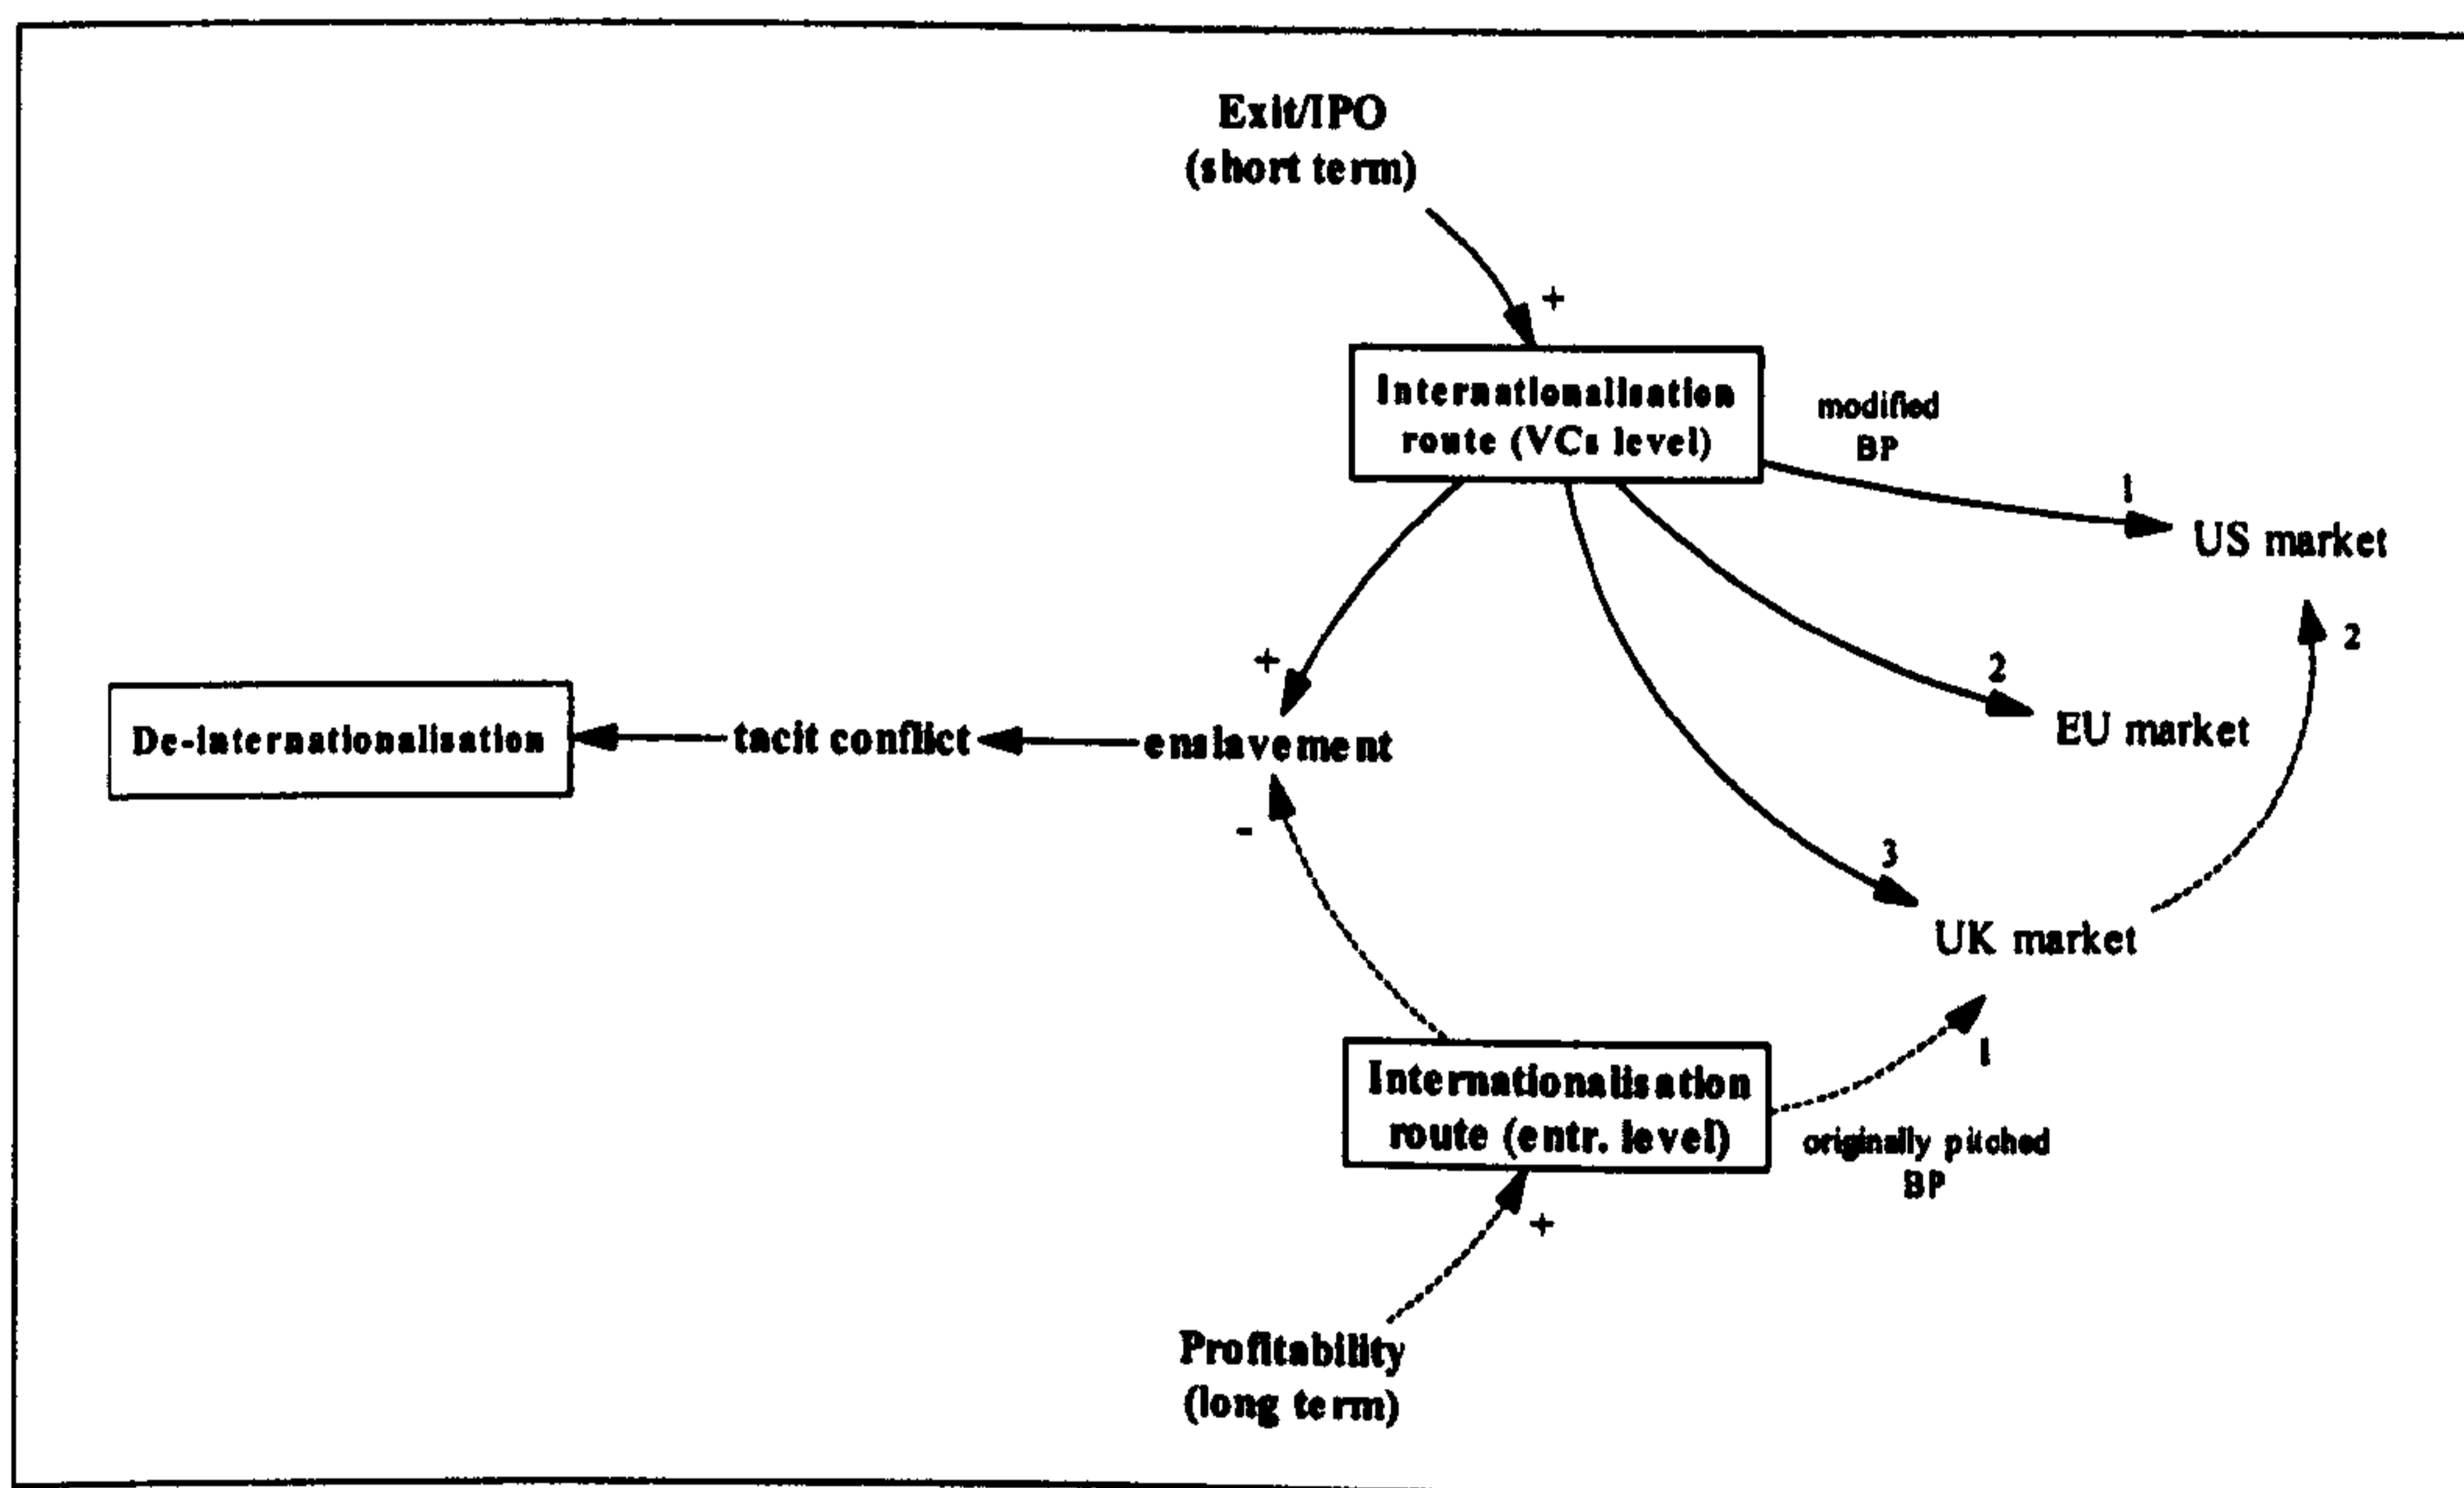 Exit/IPO
(short term)
+
Internationalisation
route (VCs level)
modified
BP
1
US market
2
+
2
EU market
De-internationalisation
tacit conflict
enslavement
-
3
UK market
1
Internationalisation
route (entr. level)
originally pitched
BP
+
Profitability
(long term)